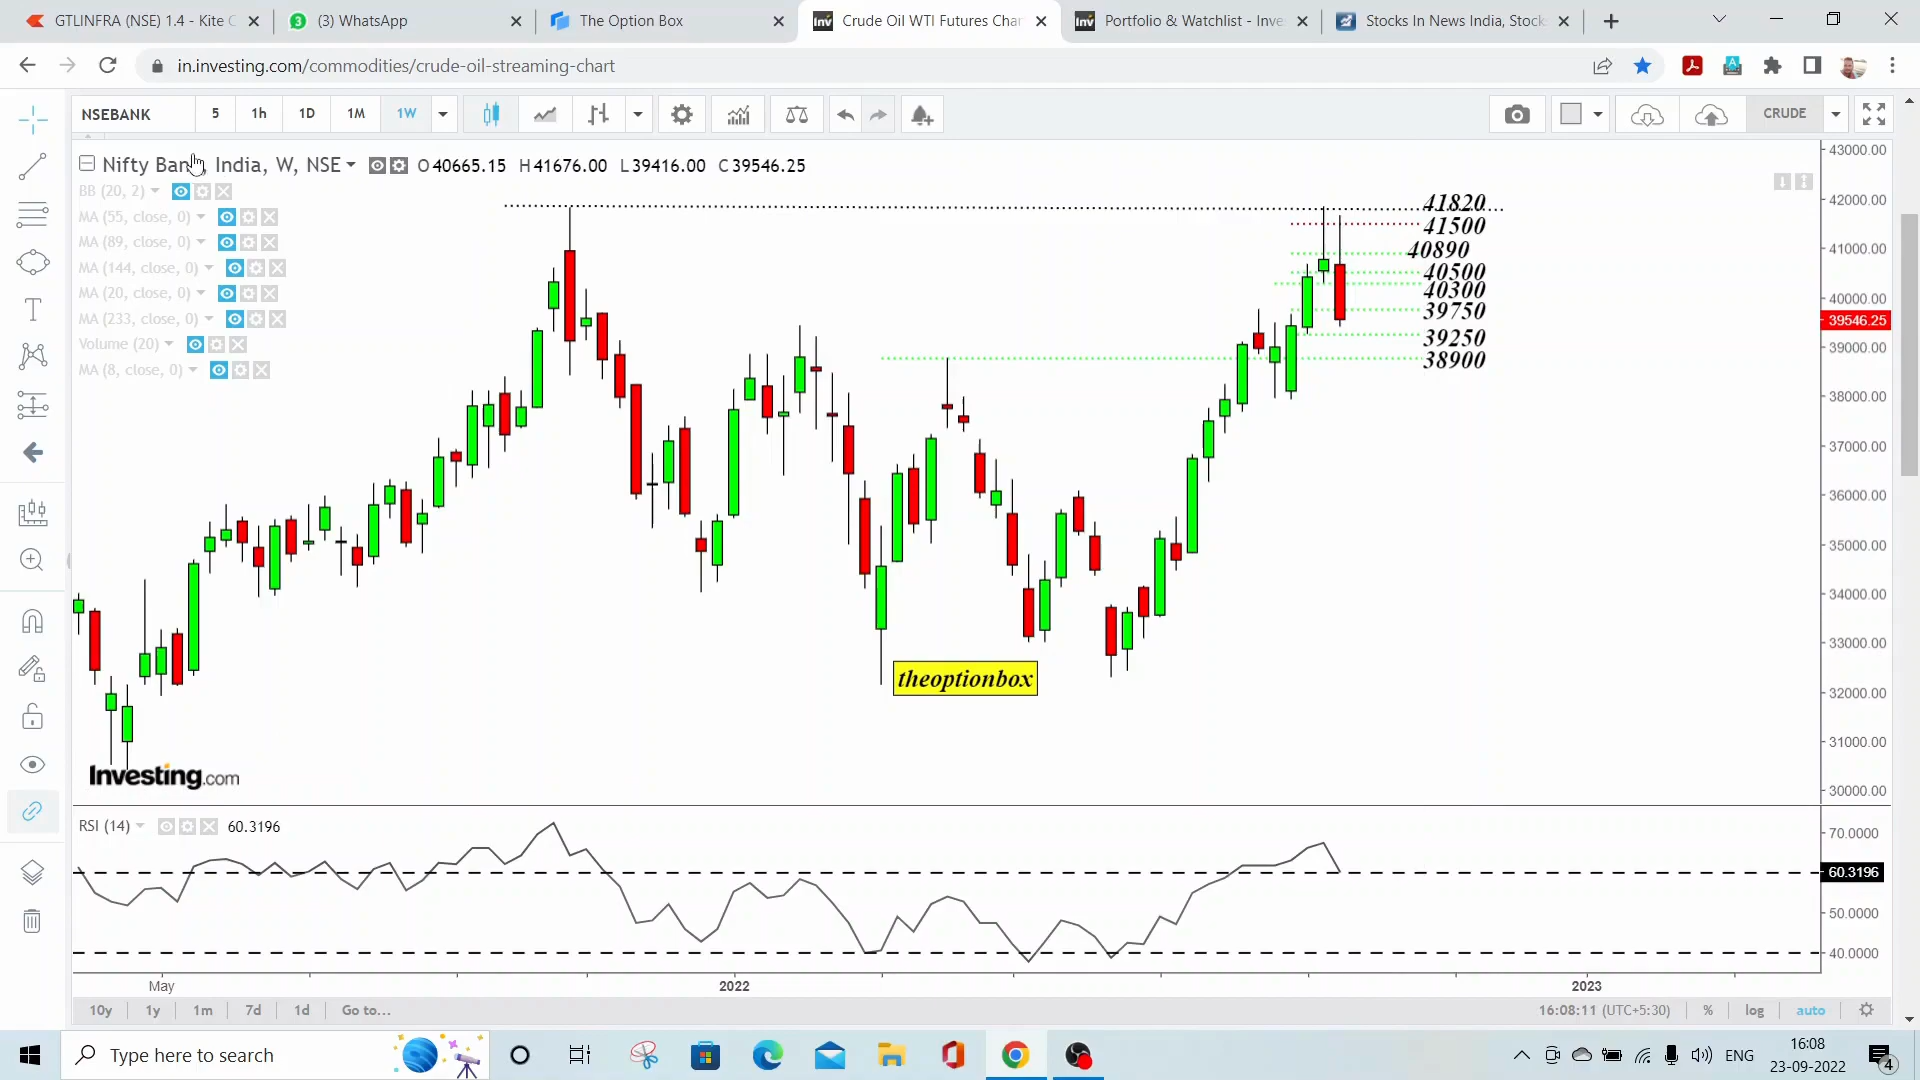 GTLINFRA (NSE) 1.4 - Kite C
(3) WhatsApp
The Option Box
Crude Oil WTI Futures Char
Portfolio & Watchlist - Inve
Stocks In News India, Stock
in.investing.com/commodities/crude-oil-streaming-chart
NSEBANK 5 1h 1D 1M 1W CRUDE
Nifty Bank, India, W, NSE O 40665.15 H 41676.00 L 39416.00 C 39546.25
BB (20, 2)
MA (55, close, 0)
MA (89, close, 0)
MA (144, close, 0)
MA (20, close, 0)
MA (233, close, 0)
Volume (20)
MA (8, close, 0)
41820
41500
40890
40500
40300
39750
39250
38900
43000.00
42000.00
41000.00
40000.00
39546.25
39000.00
38000.00
37000.00
36000.00
35000.00
34000.00
33000.00
32000.00
31000.00
30000.00
theoptionbox
Investing.com
RSI (14) 60.3196
70.0000
60.3196
50.0000
40.0000
May 2022 2023
10y 1y 1m 7d 1d Go to... 16:08:11 (UTC+5:30) % log auto
Type here to search
ENG
16:08
23-09-2022
4